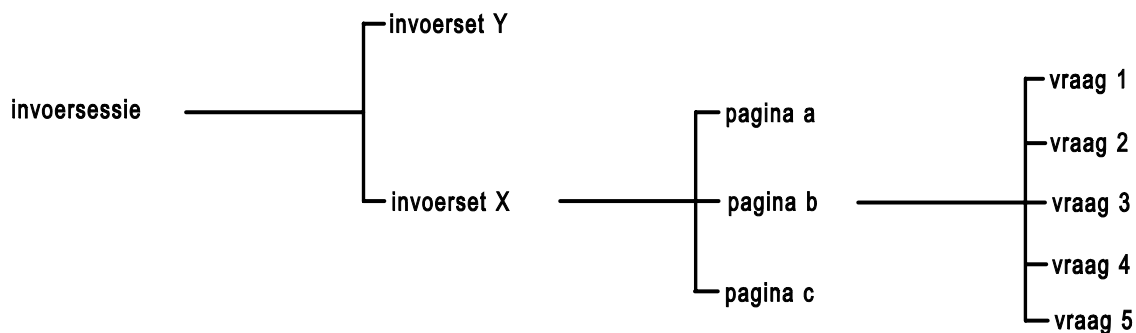 invoerset Y
invoersessie
invoerset X
pagina a
pagina b
pagina c
vraag 1
vraag 2
vraag 3
vraag 4
vraag 5